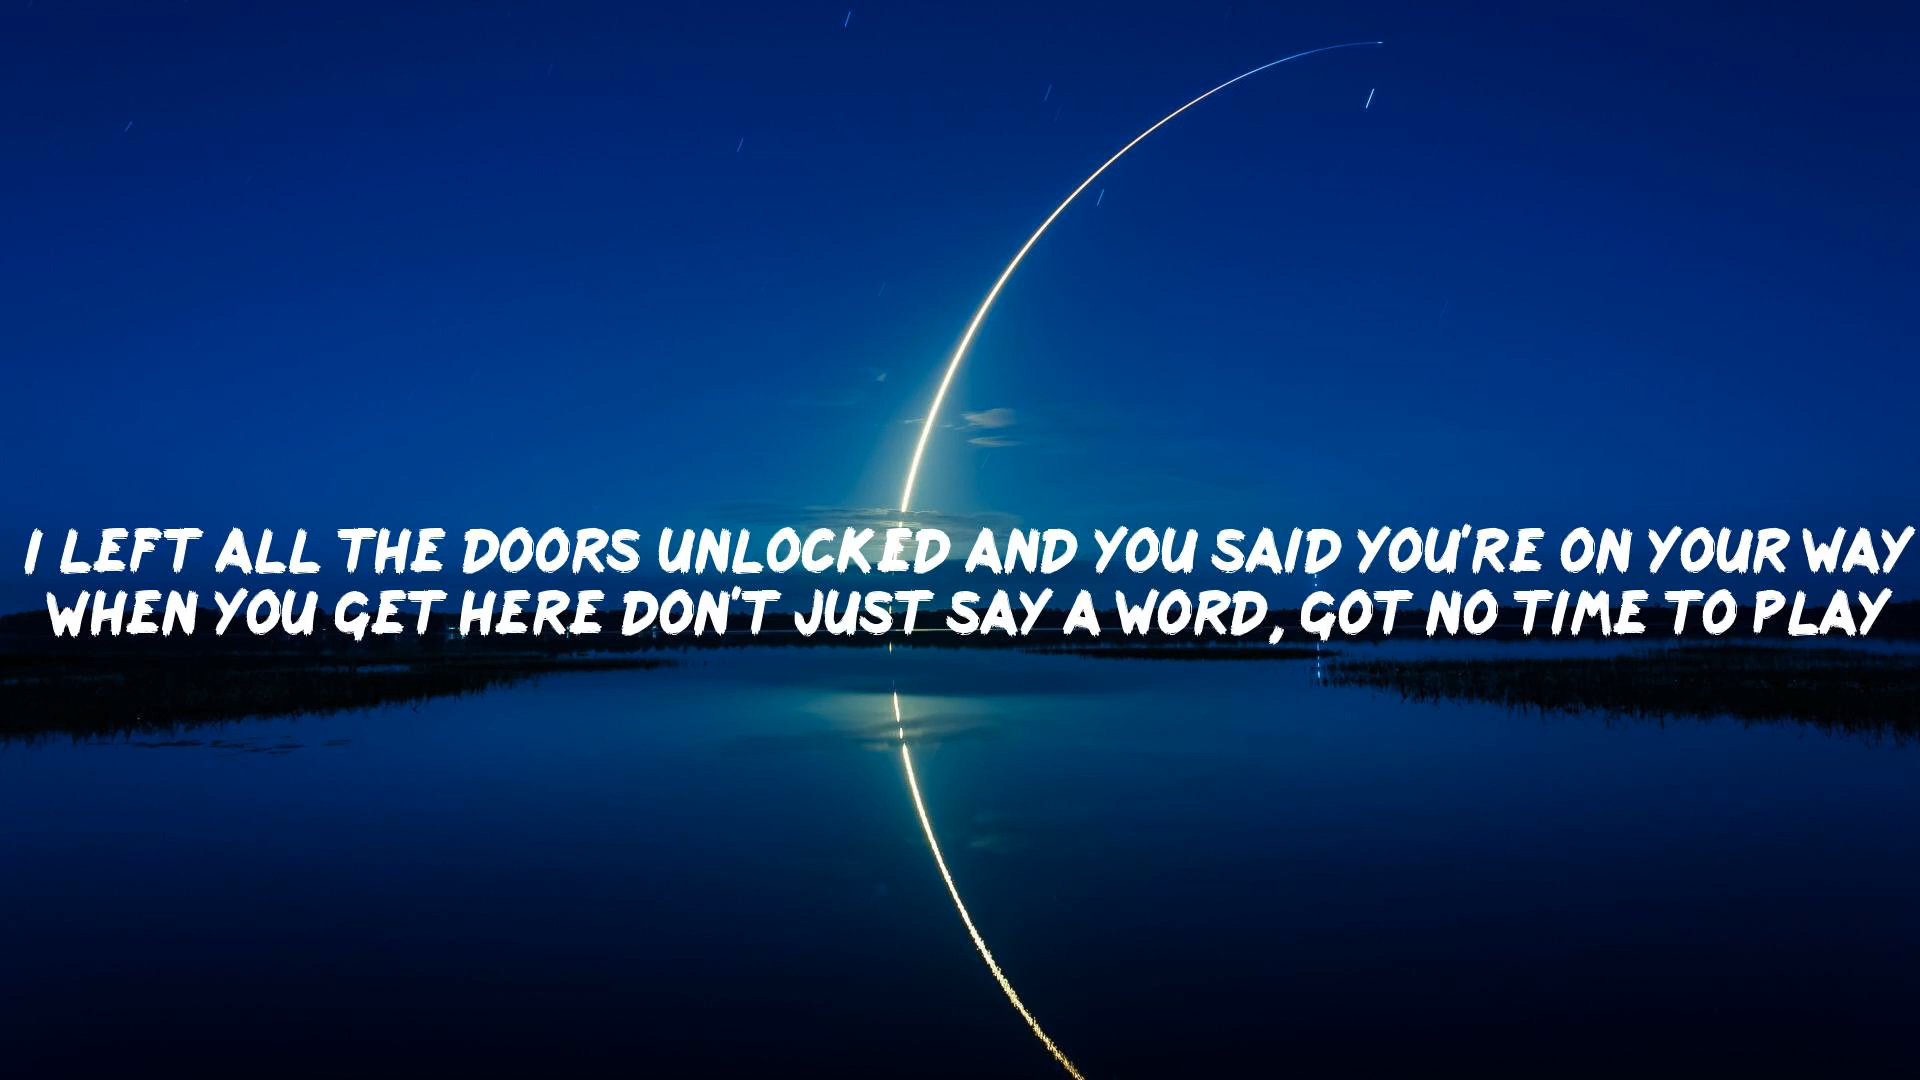 I LEFT ALL THE DOORS UNLOCKED AND YOU SAID YOU'RE ON YOUR WAY
WHEN YOU GET HERE DON'T JUST SAY A WORD, GOT NO TIME TO PLAY